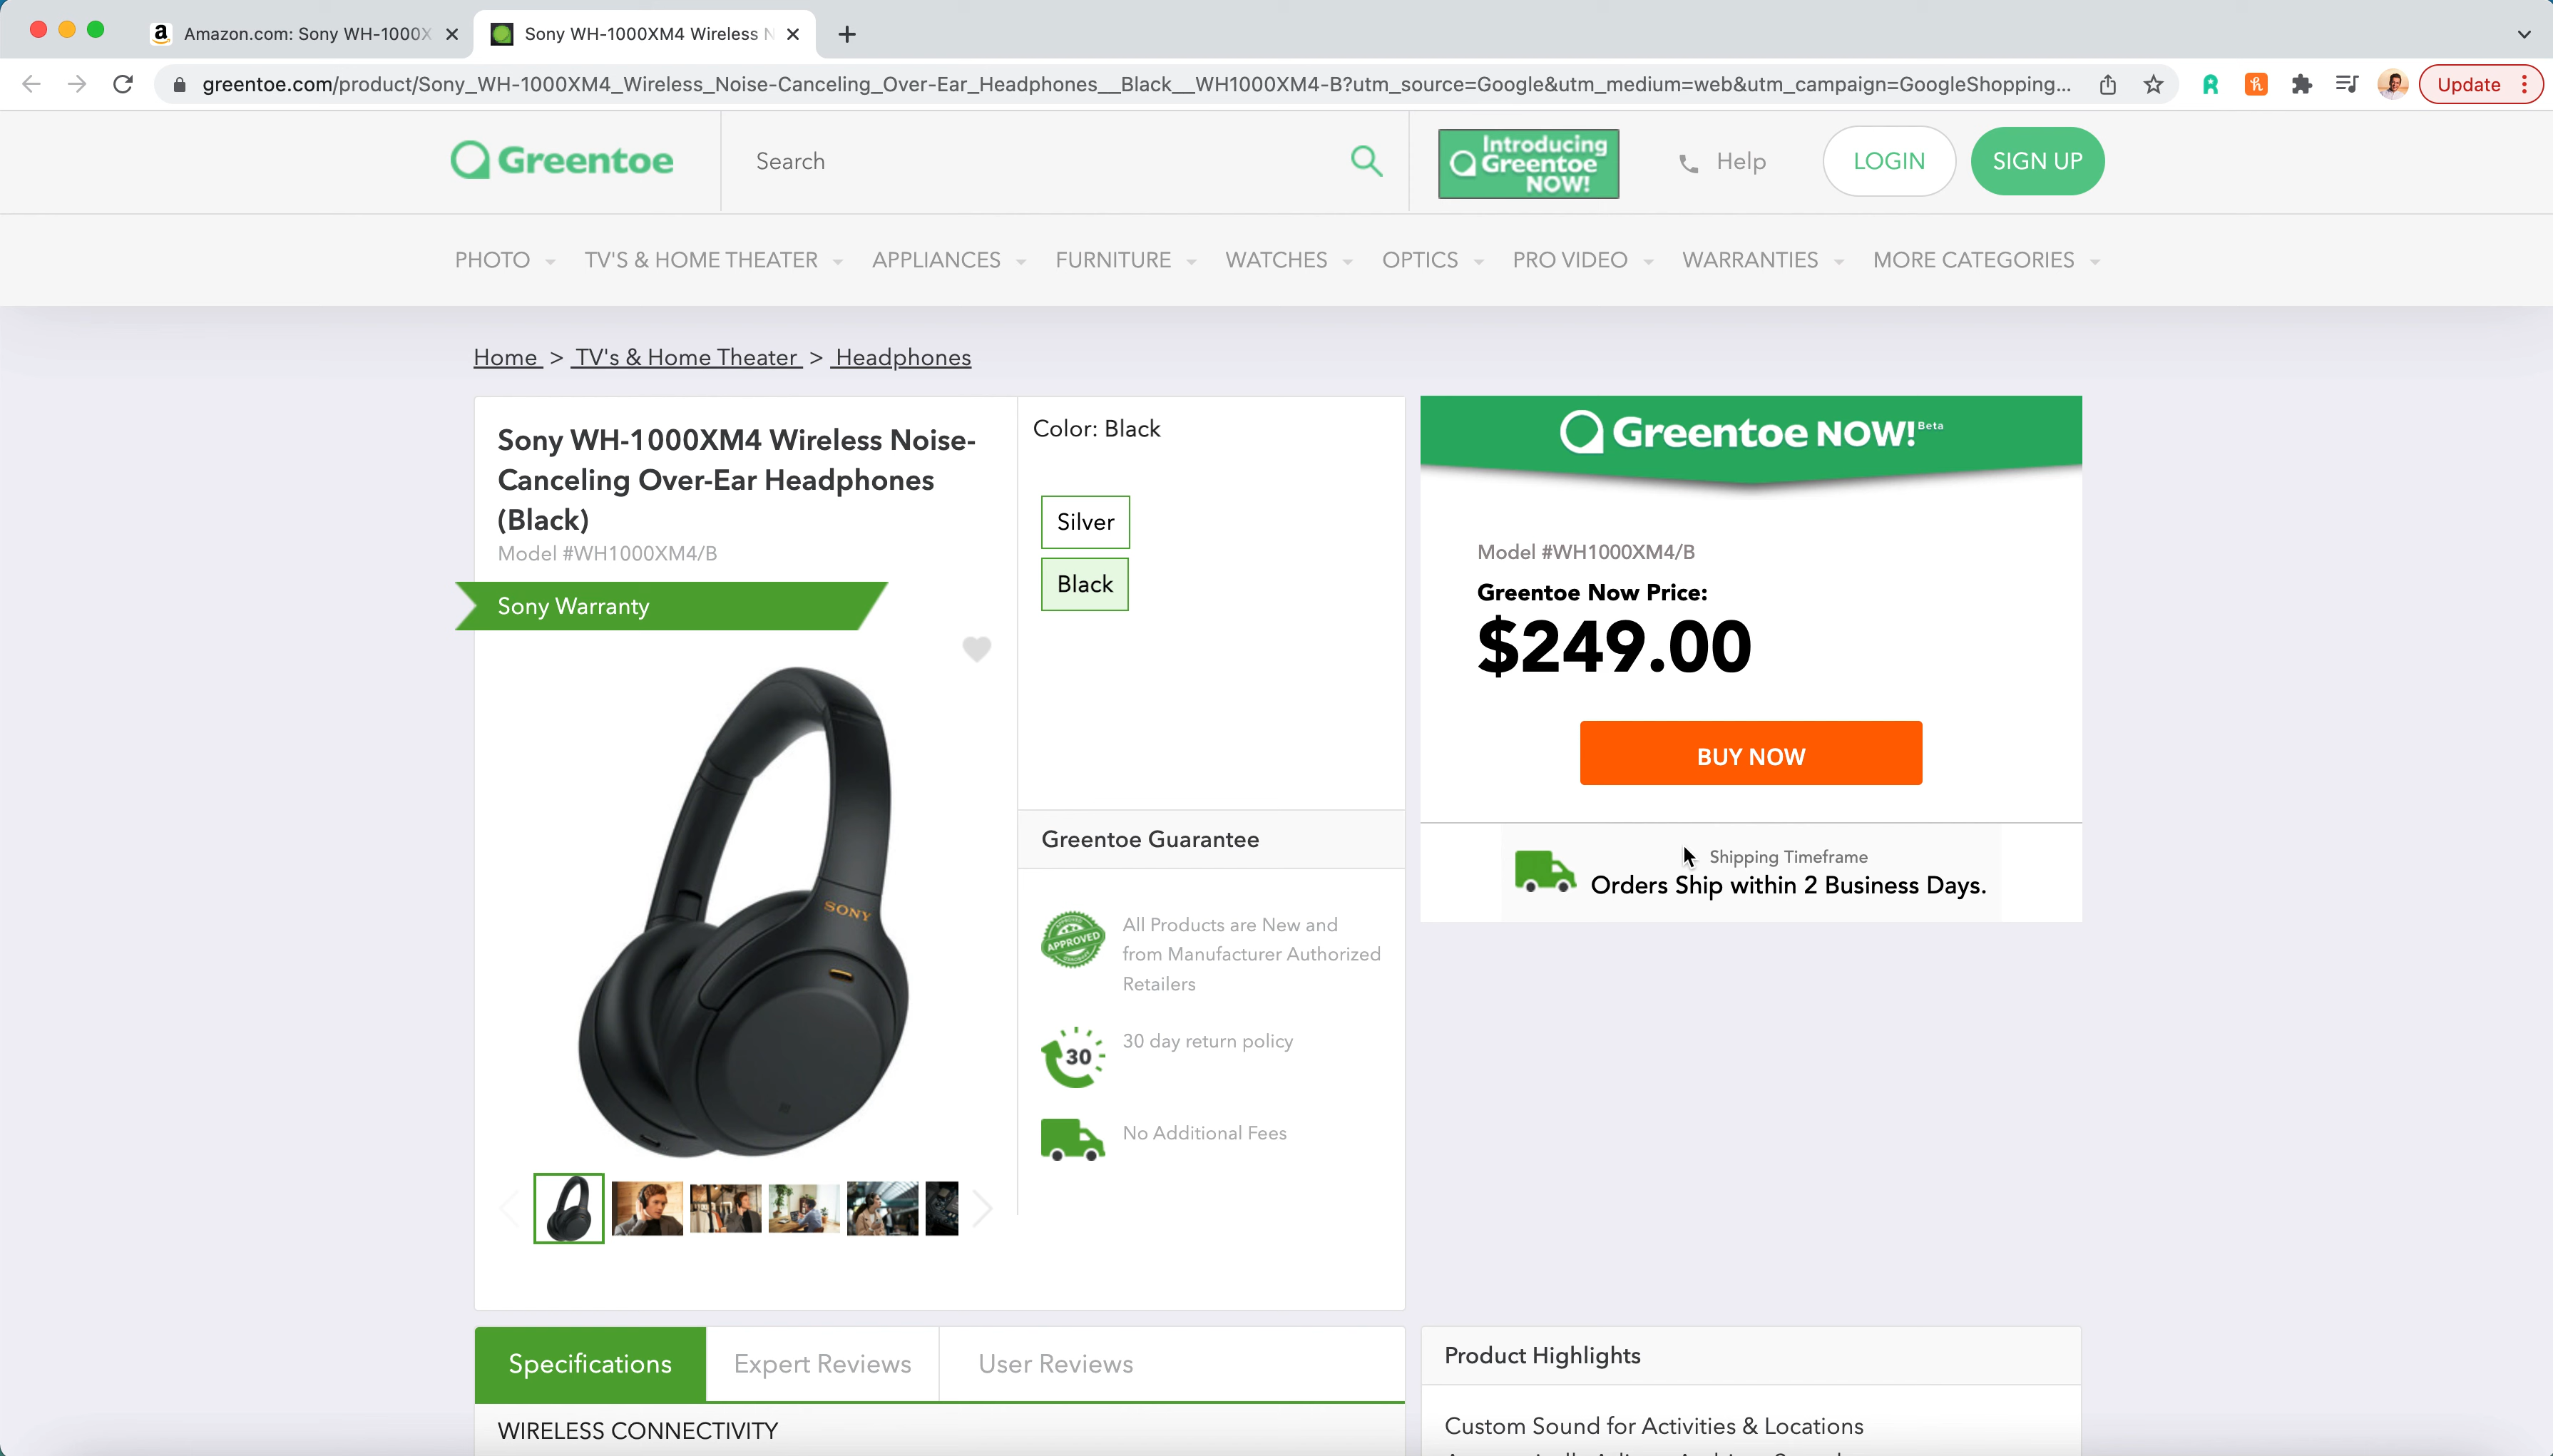 Amazon.com: Sony WH-1000X
Sony WH-1000XM4 Wireless N
greentoe.com/product/Sony_WH-1000XM4_Wireless_Noise-Canceling_Over-Ear_Headphones__Black__WH1000XM4-B?utm_source=Google&utm_medium=web&utm_campaign=GoogleShopping...
Update
Greentoe
Search
Introducing
Greentoe
NOW!
Help
LOGIN
SIGN UP
PHOTO
TV'S & HOME THEATER
APPLIANCES
FURNITURE
WATCHES
OPTICS
PRO VIDEO
WARRANTIES
MORE CATEGORIES
Home > TV's & Home Theater > Headphones
Sony WH-1000XM4 Wireless Noise-
Canceling Over-Ear Headphones
(Black)
Model #WH1000XM4/B
Sony Warranty
SONY
Color: Black
Silver
Black
Greentoe Guarantee
APPROVED
All Products are New and
from Manufacturer Authorized
Retailers
30
30 day return policy
No Additional Fees
Greentoe NOW! Beta
Model #WH1000XM4/B
Greentoe Now Price:
$249.00
BUY NOW
Shipping Timeframe
Orders Ship within 2 Business Days.
Specifications
Expert Reviews
User Reviews
WIRELESS CONNECTIVITY
Product Highlights
Custom Sound for Activities & Locations